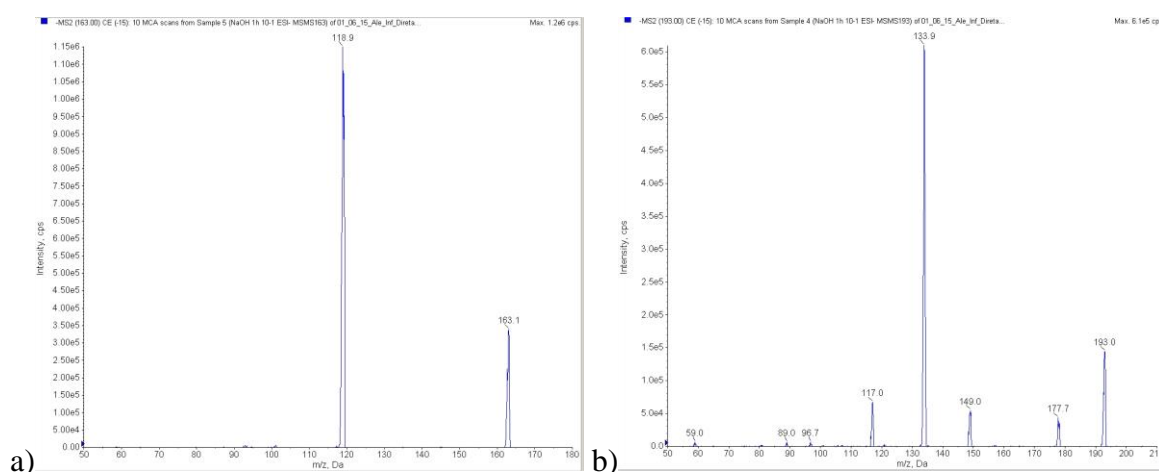 -MS2 (163.00) CE (-15): 10 MCA scans from Sample 5 (NaOH 1h 10-1 ESI- MSMS163) of 01_06_15_Ale_Inf_Direta...
Max. 1.2e6 cps
118.9
1.15e6
1.10e6
1.05e6
1.00e6
9.50e5
9.00e5
8.50e5
8.00e5
7.50e5
7.00e5
6.50e5
6.00e5
5.50e5
5.00e5
4.50e5
4.00e5
3.50e5
3.00e5
2.50e5
2.00e5
1.50e5
1.00e5
5.00e4
0.00
163.1
Intensity, cps
50 60 70 80 90 100 110 120 130 140 150 160 170 180
m/z, Da
a)
-MS2 (193.00) CE (-15): 10 MCA scans from Sample 4 (NaOH 1h 10-1 ESI- MSMS193) of 01_06_15_Ale_Inf_Direta...
Max. 6.1e5 cp
133.9
6.0e5
5.5e5
5.0e5
4.5e5
4.0e5
3.5e5
3.0e5
2.5e5
2.0e5
1.5e5
1.0e5
5.0e4
0.0
193.0
117.0
149.0
177.7
59.0
89.0
96.7
Intensity, cps
50 60 70 80 90 100 110 120 130 140 150 160 170 180 190 200 21
m/z, Da
b)